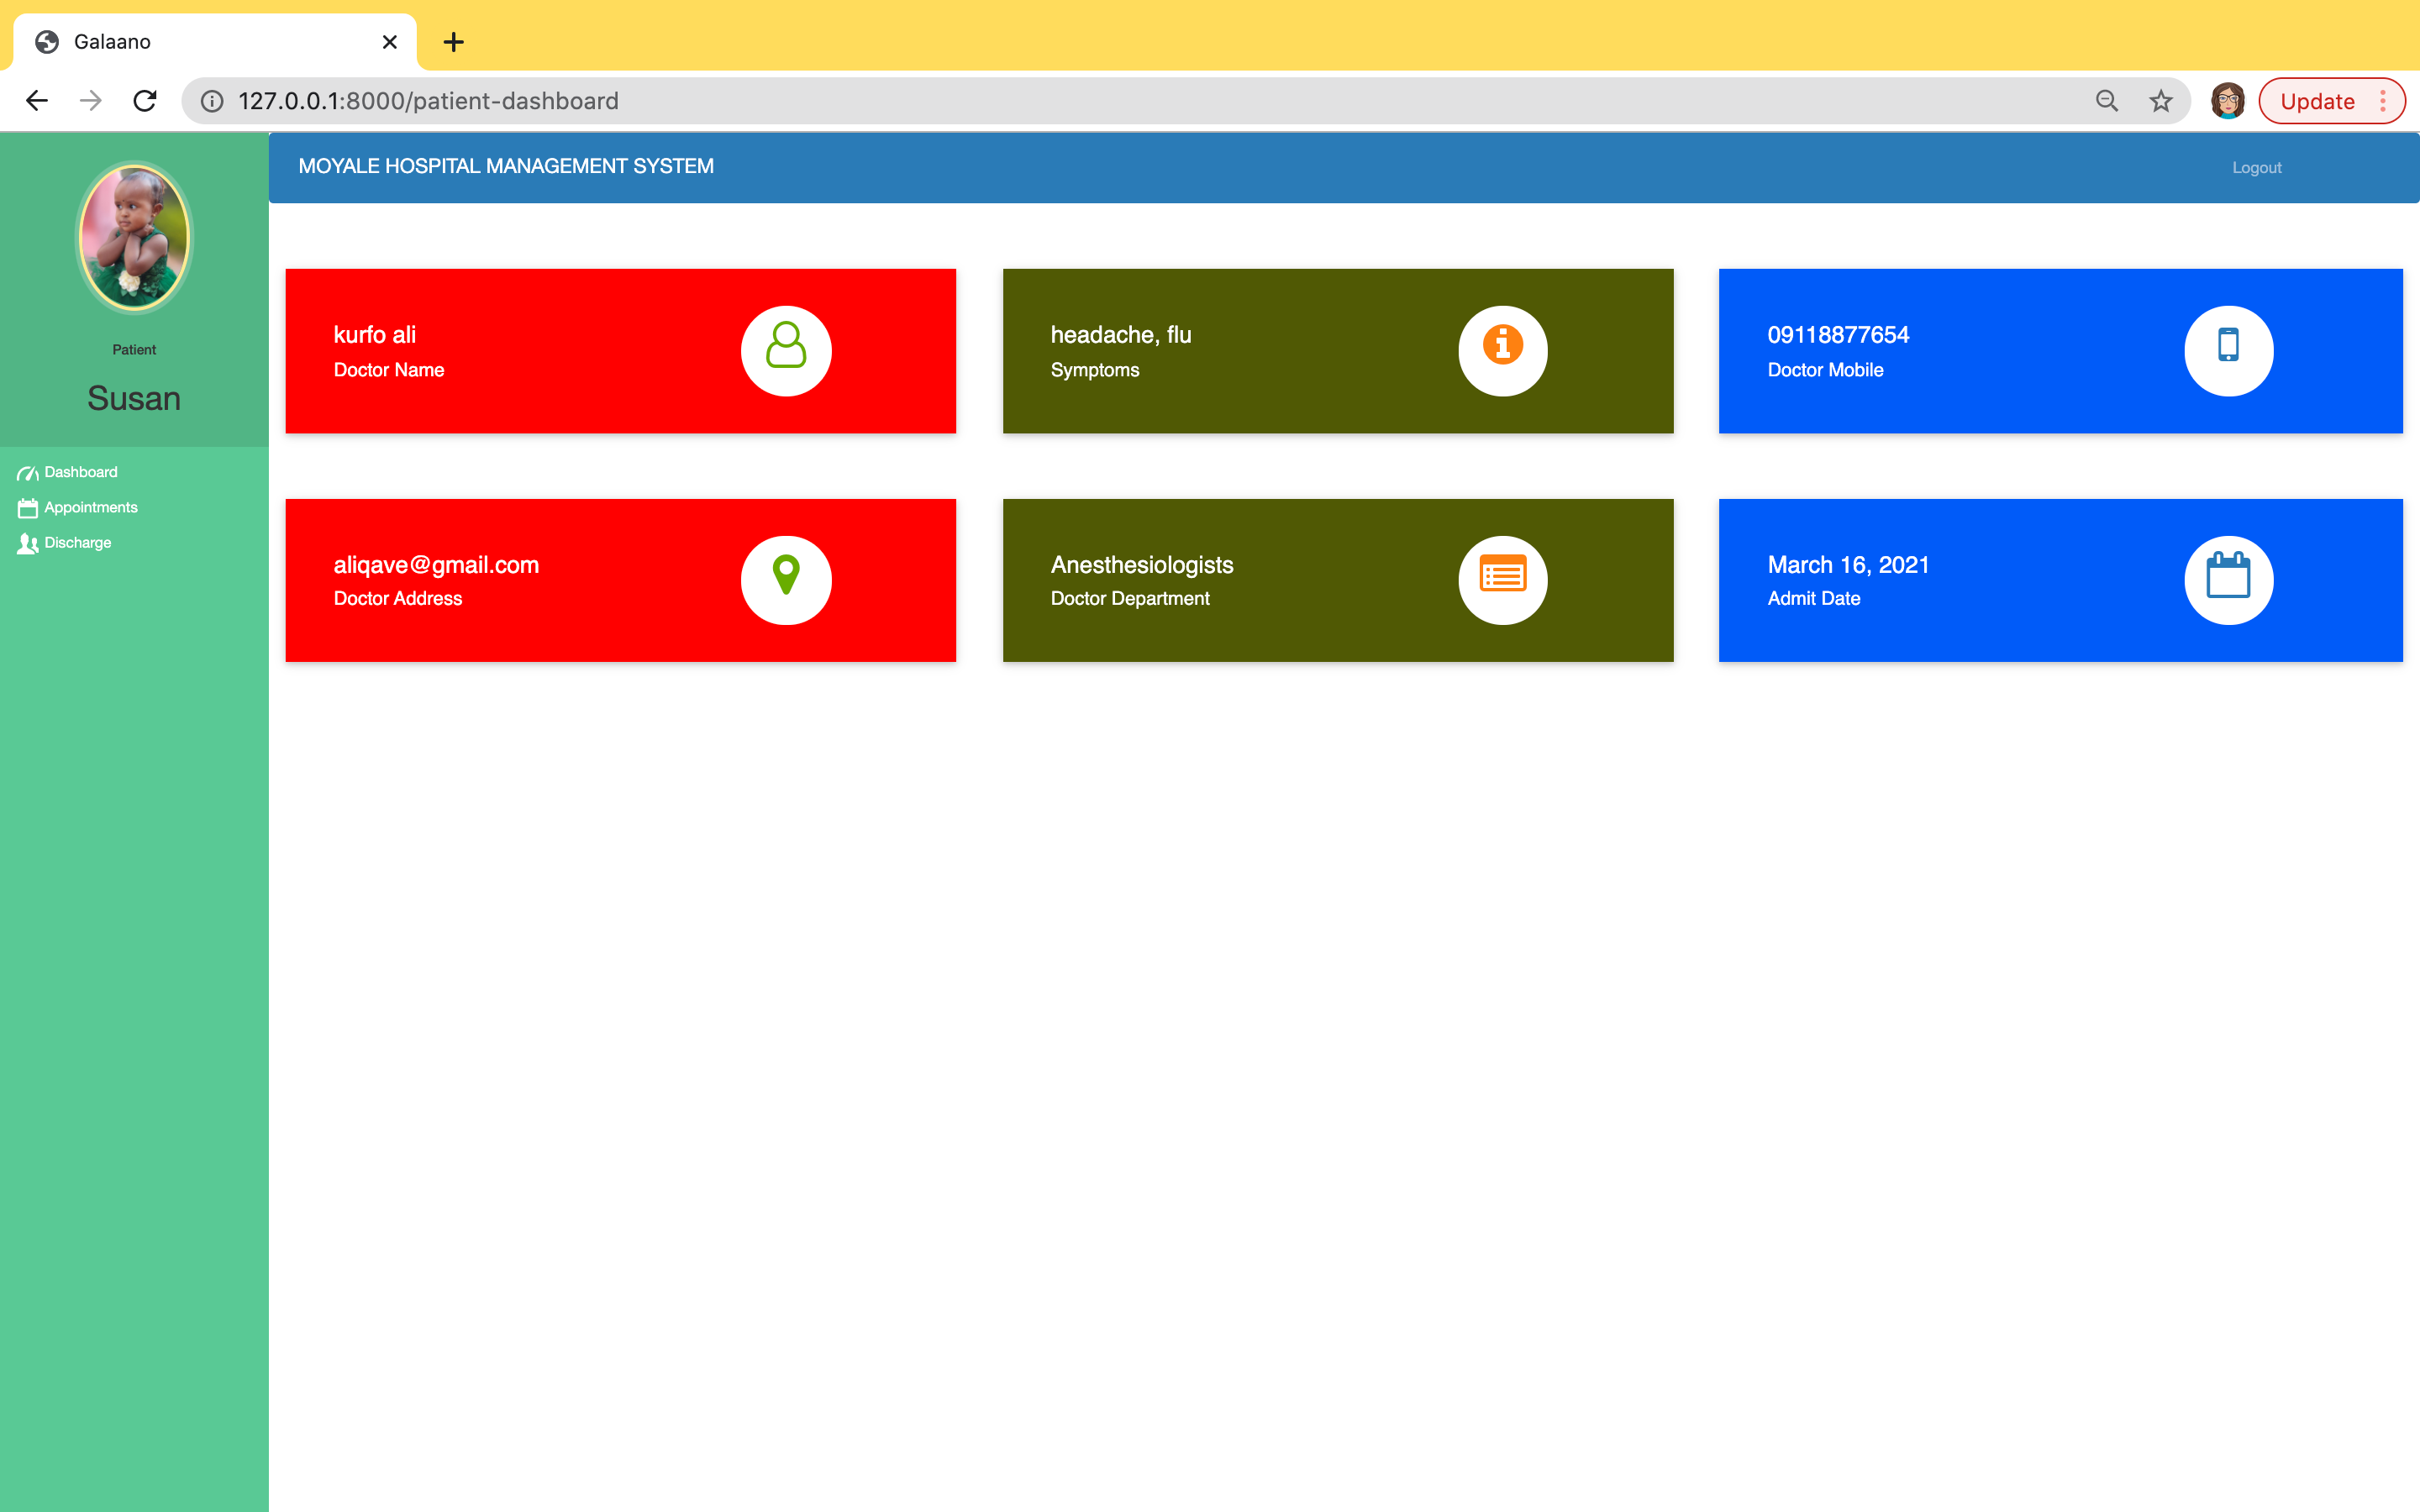 Galaano
127.0.0.1:8000/patient-dashboard
Update
MOYALE HOSPITAL MANAGEMENT SYSTEM
Logout
Patient
Susan
Dashboard
Appointments
Discharge
kurfo ali
Doctor Name
headache, flu
Symptoms
09118877654
Doctor Mobile
aliqave@gmail.com
Doctor Address
Anesthesiologists
Doctor Department
March 16, 2021
Admit Date